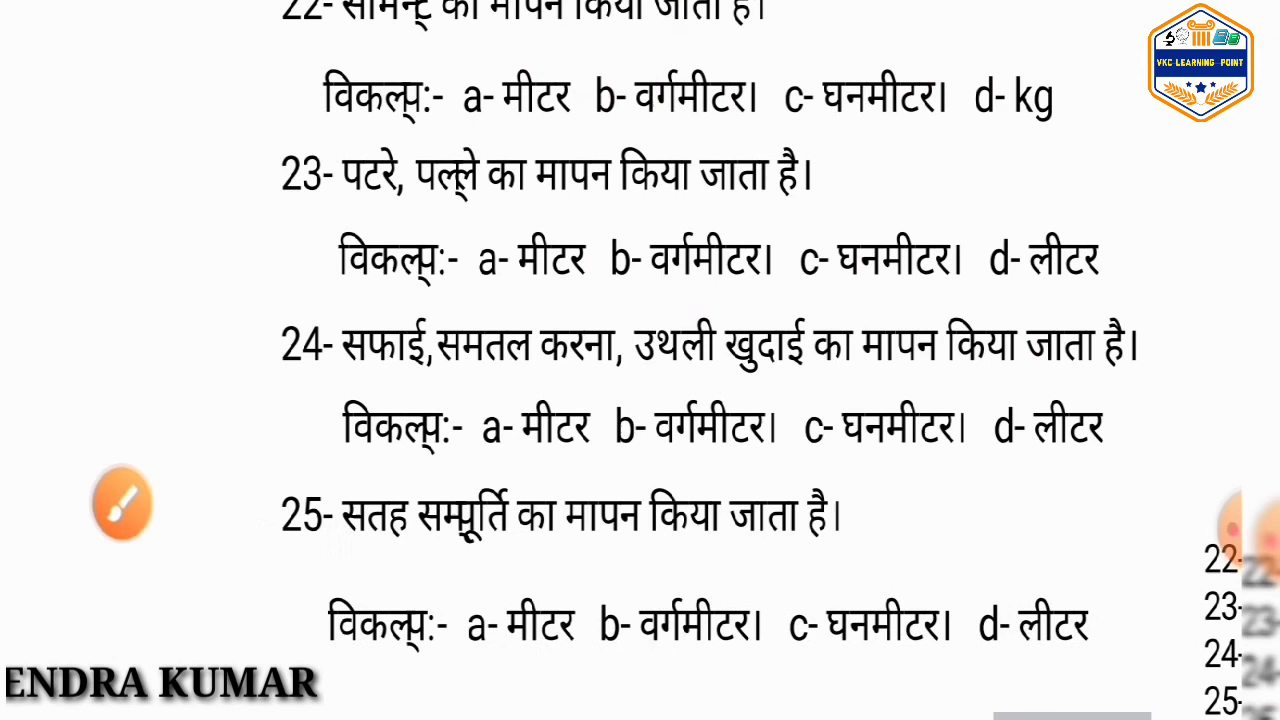 22- सीमेन्ट् का मापन किया जाता है।
VKC LEARNING POINT
विकल्प:- a- मीटर b- वर्गमीटर। c- घनमीटर। d- kg
23- पटरे, पल्ले का मापन किया जाता है।
विकल्प:- a- मीटर b- वर्गमीटर। c- घनमीटर। d- लीटर
24- सफाई,समतल करना, उथली खुदाई का मापन किया जाता है।
विकल्प:- a- मीटर b- वर्गमीटर। c- घनमीटर। d- लीटर
25- सतह सम्पूर्ति का मापन किया जाता है।
विकल्प:- a- मीटर b- वर्गमीटर। c- घनमीटर। d- लीटर
ENDRA KUMAR
22-
23-
24-
25-